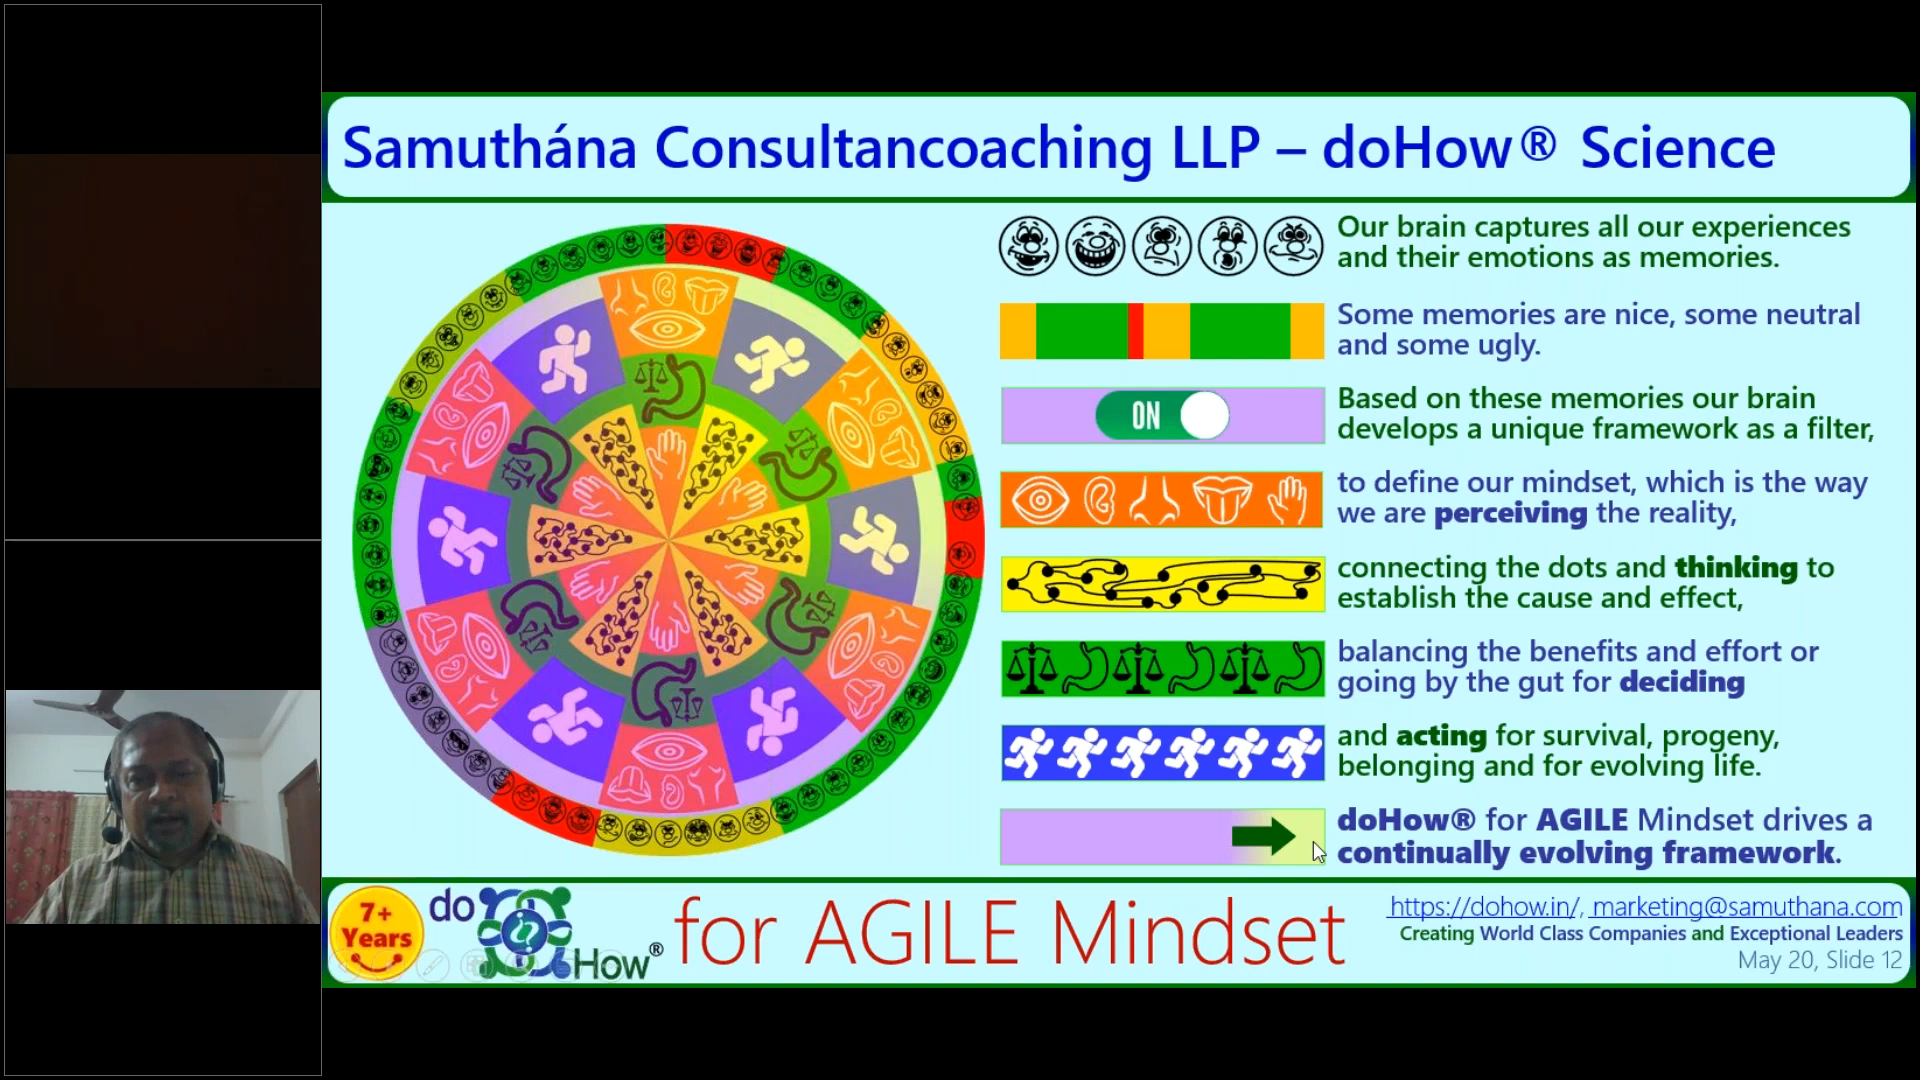 Samuthána Consultancoaching LLP – doHow® Science
Our brain captures all our experiences
and their emotions as memories.
Some memories are nice, some neutral
and some ugly.
ON
Based on these memories our brain
develops a unique framework as a filter,
to define our mindset, which is the way
we are perceiving the reality,
connecting the dots and thinking to
establish the cause and effect,
balancing the benefits and effort or
going by the gut for deciding
and acting for survival, progeny,
belonging and for evolving life.
doHow® for AGILE Mindset drives a
continually evolving framework.
7+
Years
do
How®
for AGILE Mindset
https://dohow.in/, marketing@samuthana.com
Creating World Class Companies and Exceptional Leaders
May 20, Slide 12